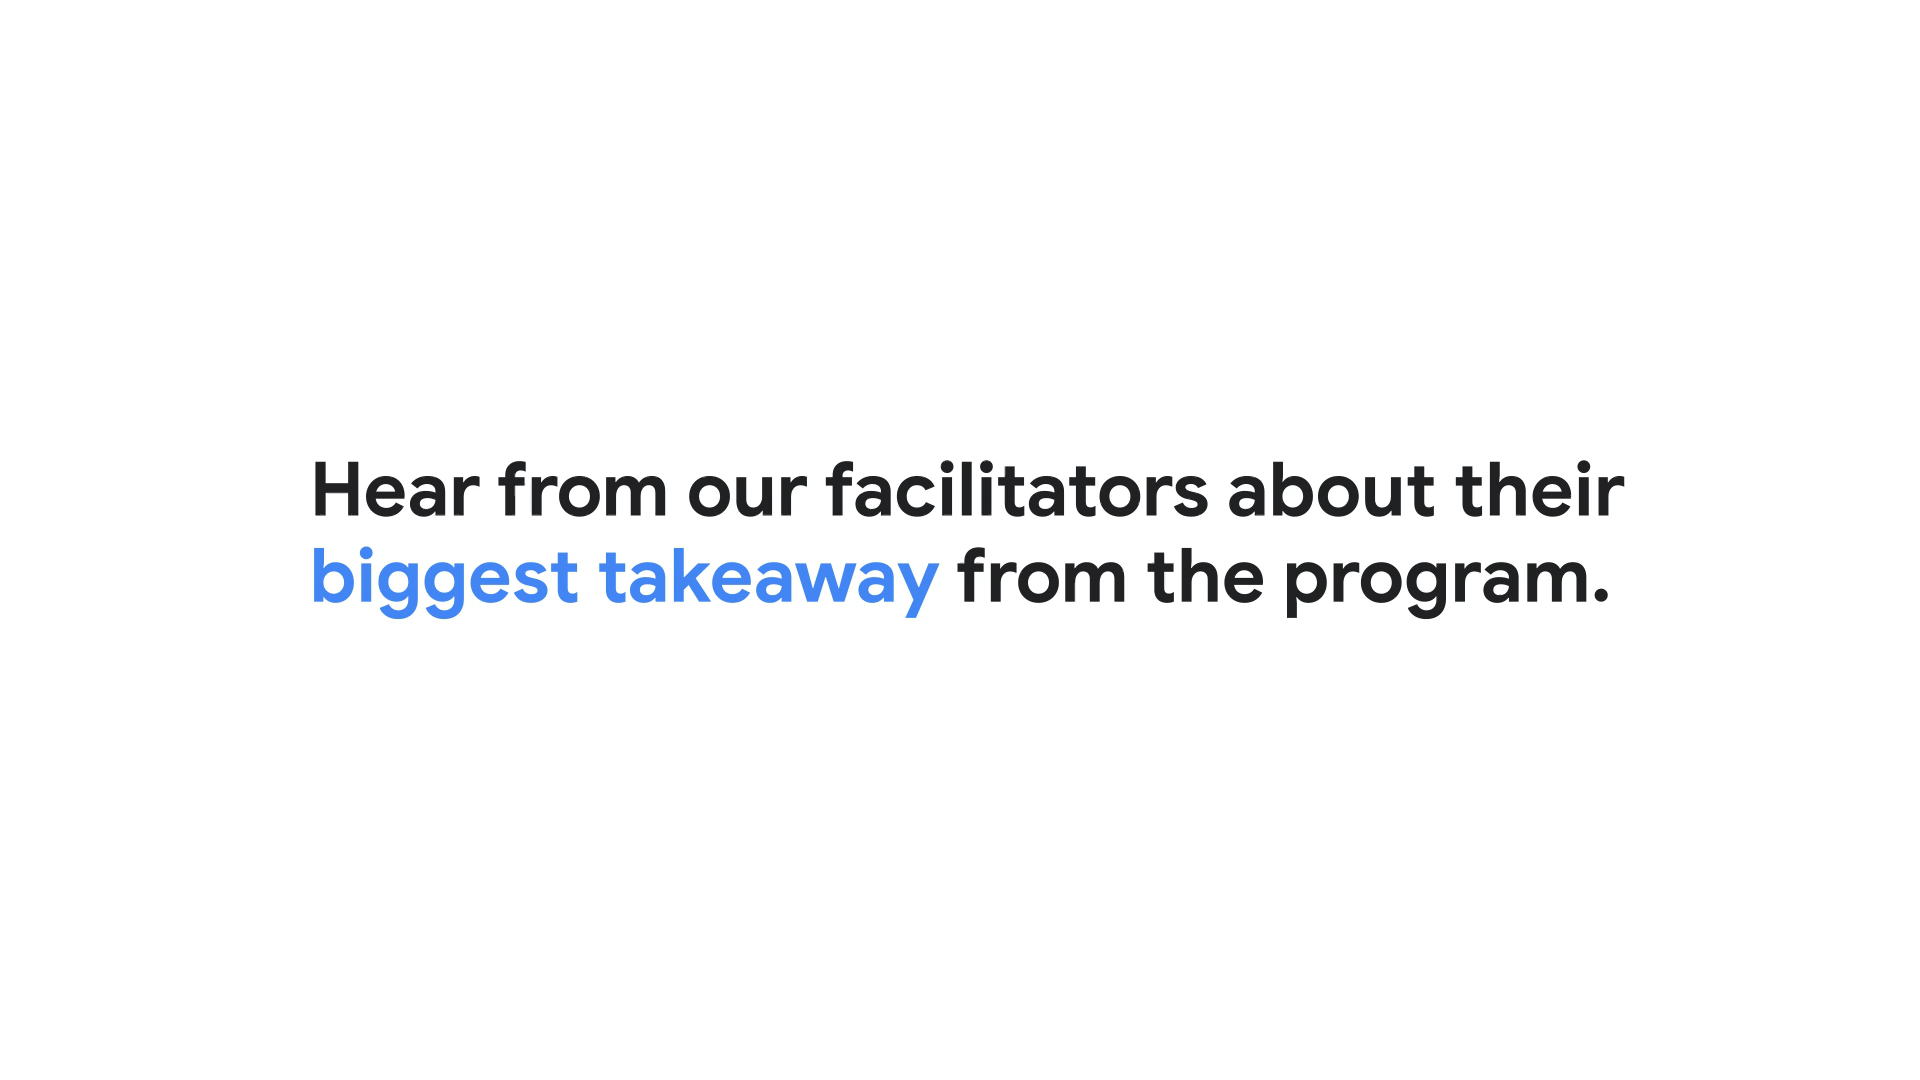 Hear from our facilitators about their
biggest takeaway from the program.